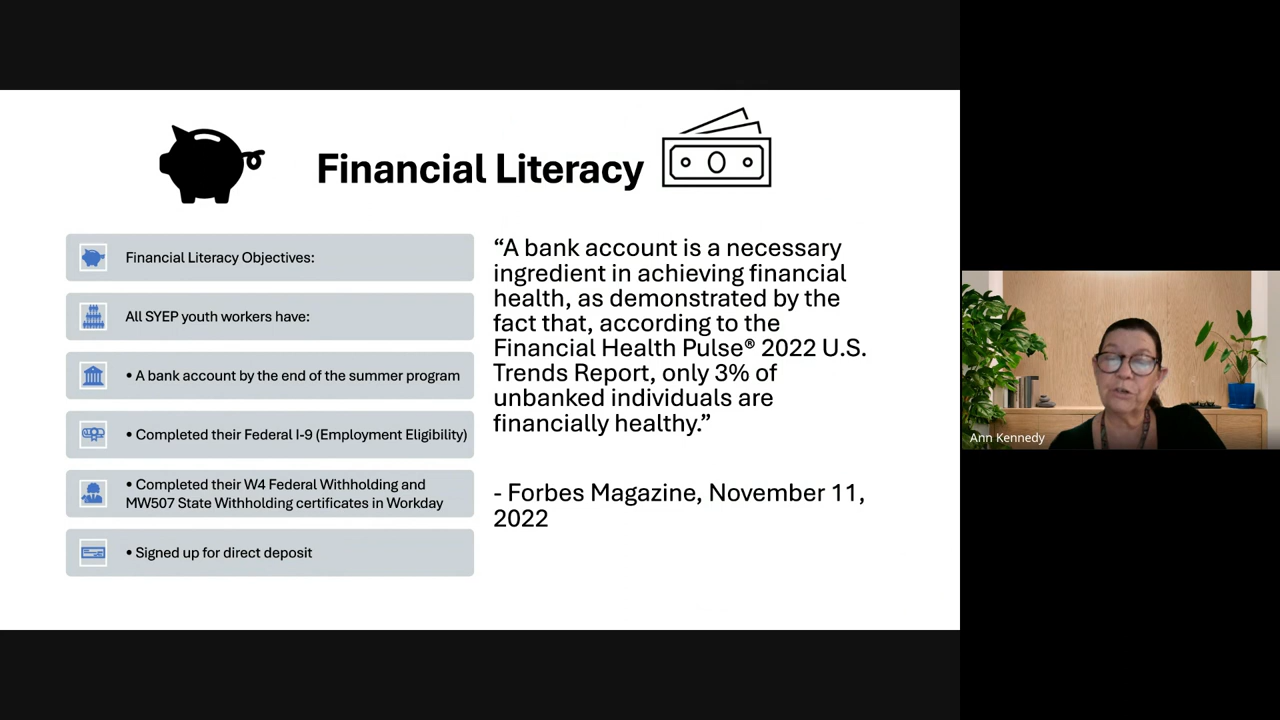 Financial Literacy
Financial Literacy Objectives:
All SYEP youth workers have:
• A bank account by the end of the summer program
• Completed their Federal I-9 (Employment Eligibility)
• Completed their W4 Federal Withholding and
MW507 State Withholding certificates in Workday
• Signed up for direct deposit
“A bank account is a necessary
ingredient in achieving financial
health, as demonstrated by the
fact that, according to the
Financial Health Pulse® 2022 U.S.
Trends Report, only 3% of
unbanked individuals are
financially healthy.”
- Forbes Magazine, November 11,
2022
Ann Kennedy